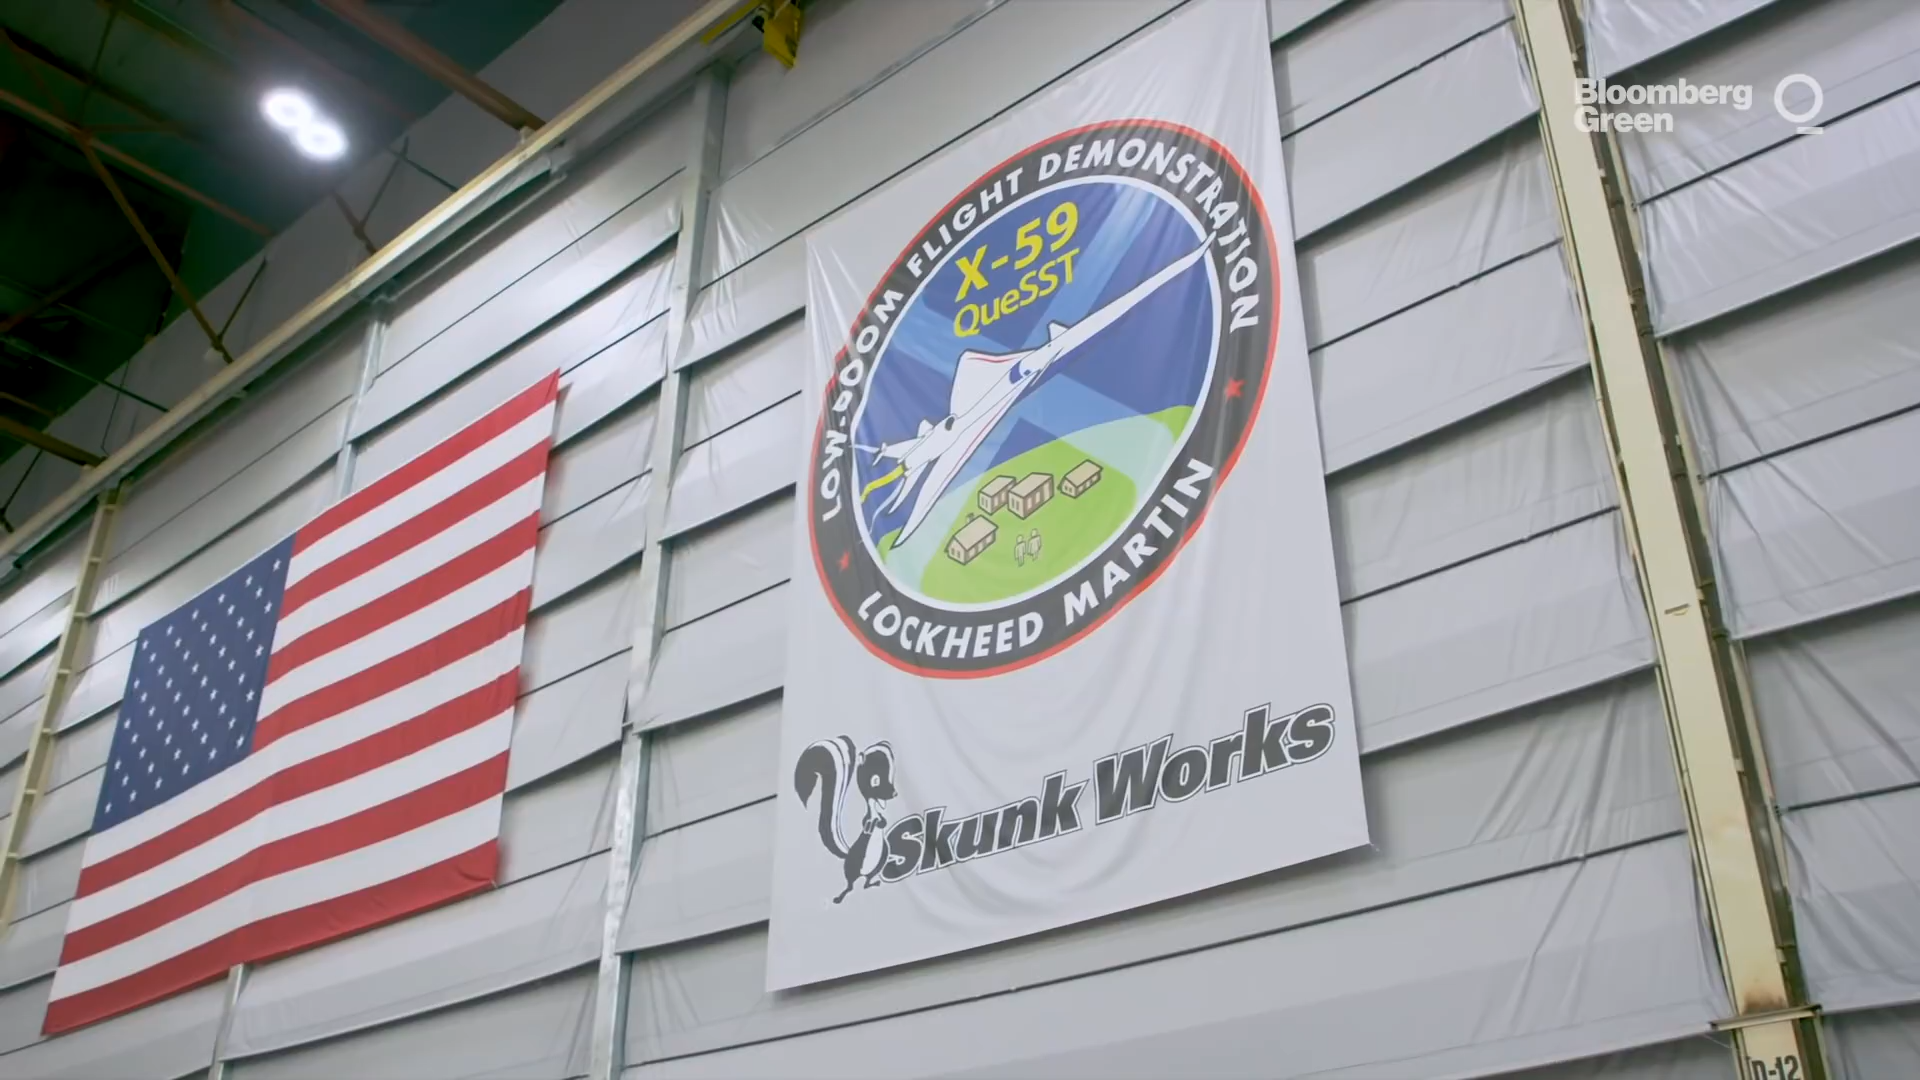 Bloomberg
Green
LOW-BOOM FLIGHT DEMONSTRATION
X-59
QueSST
LOCKHEED MARTIN
Skunk Works
D-12